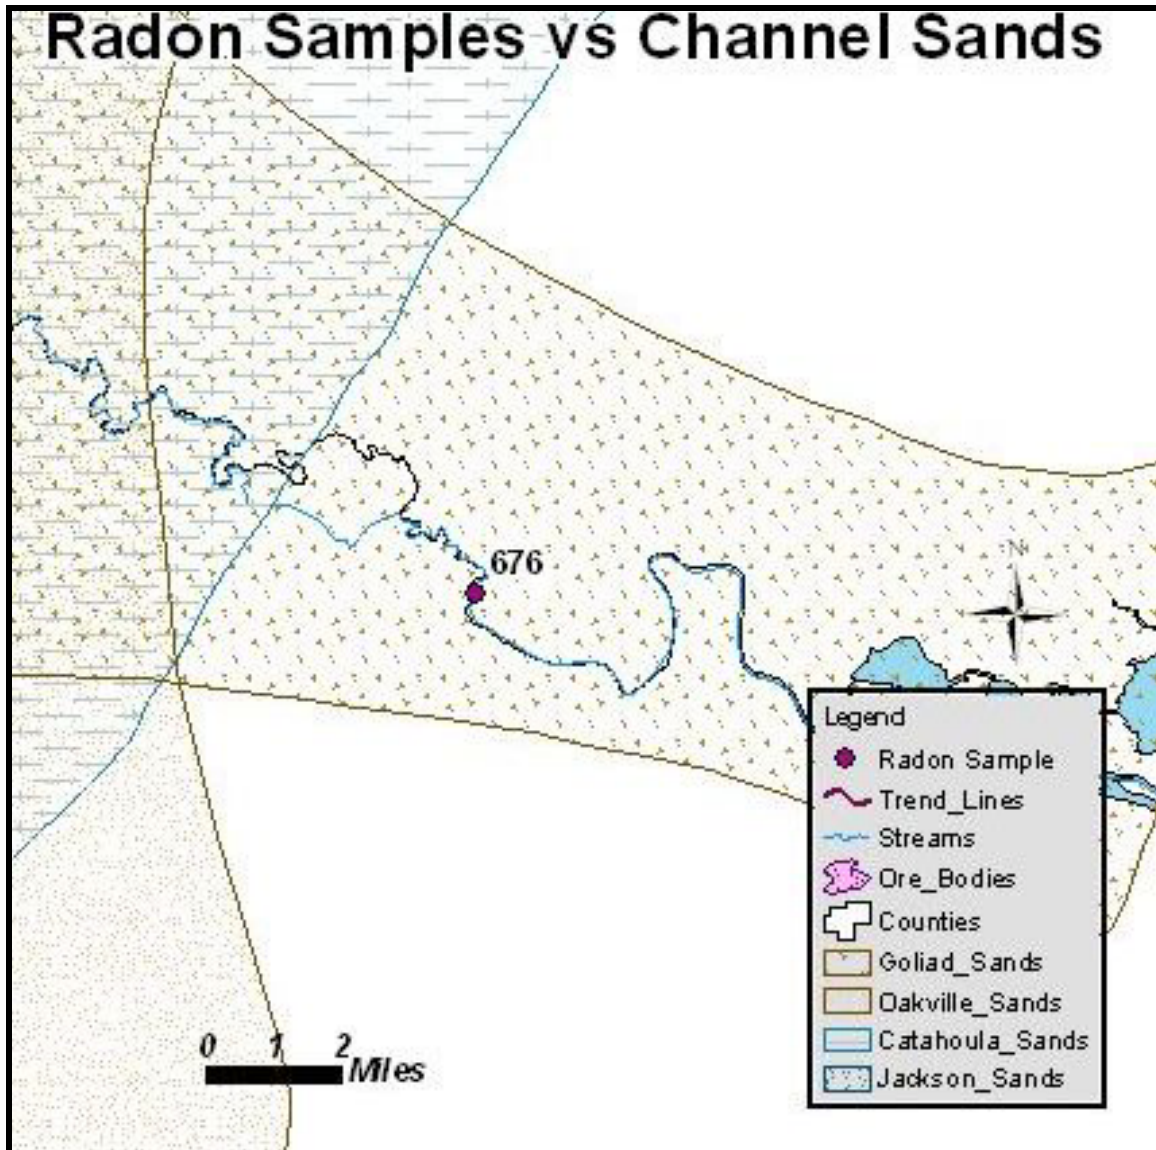 Radon Samples vs Channel Sands
676
N
Legend
Radon Sample
Trend_Lines
Streams
Ore_Bodies
Counties
Goliad_Sands
Oakville_Sands
Catahoula_Sands
Jackson_Sands
0 1 2
Miles